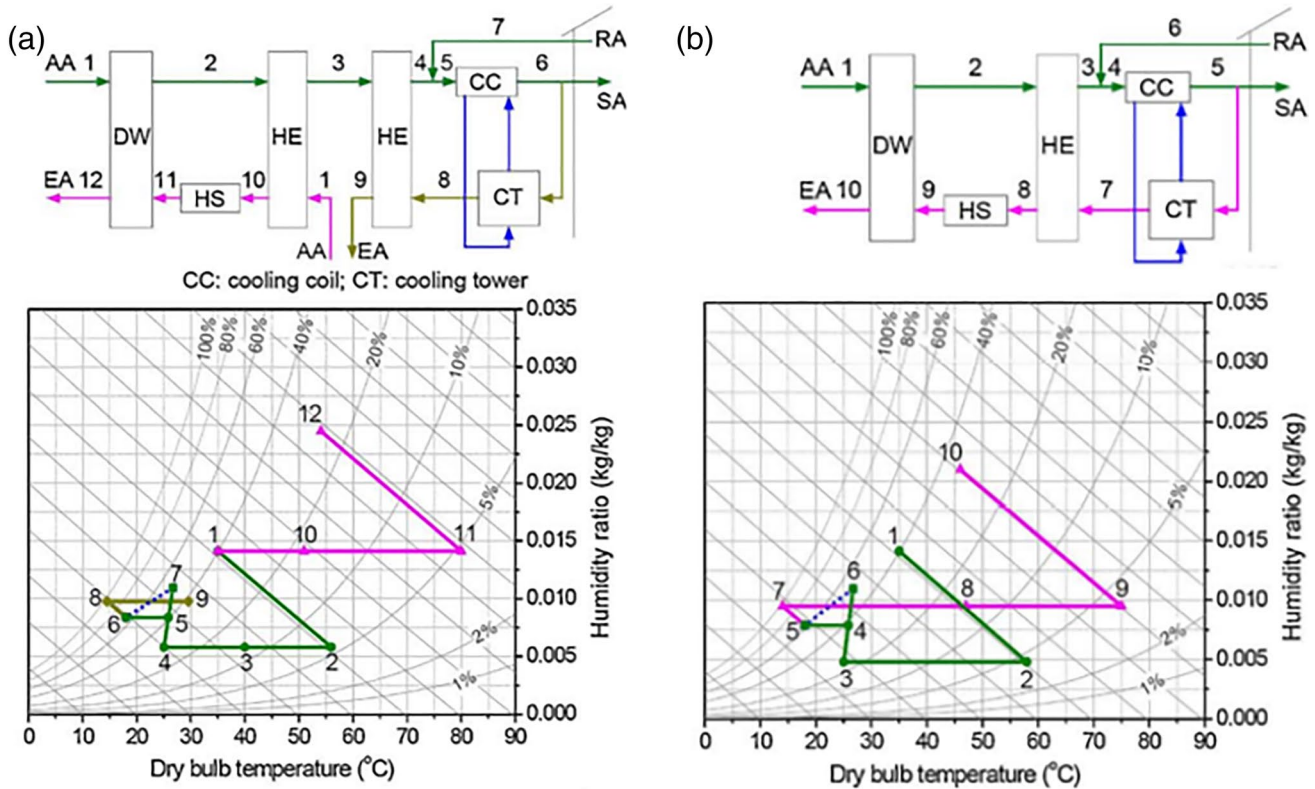 (a)
7
RA
AA 1
2
3
4
5
CC
6
SA
DW
HE
HE
EA 12
11
HS
10
1
9
8
CT
AA
EA
CC: cooling coil; CT: cooling tower
(b)
6
RA
AA 1
2
3
4
CC
5
SA
DW
HE
EA 10
9
HS
8
7
CT
100%
80%
60%
40%
20%
10%
5%
2%
1%
12
1
10
11
7
8
9
6
5
4
3
2
0.035
0.030
0.025
0.020
0.015
0.010
0.005
0.000
Humidity ratio (kg/kg)
0 10 20 30 40 50 60 70 80 90
Dry bulb temperature (°C)
100%
80%
60%
40%
20%
10%
5%
2%
1%
10
1
6
7
8
9
5
4
3
2
0.035
0.030
0.025
0.020
0.015
0.010
0.005
0.000
Humidity ratio (kg/kg)
0 10 20 30 40 50 60 70 80 90
Dry bulb temperature (°C)